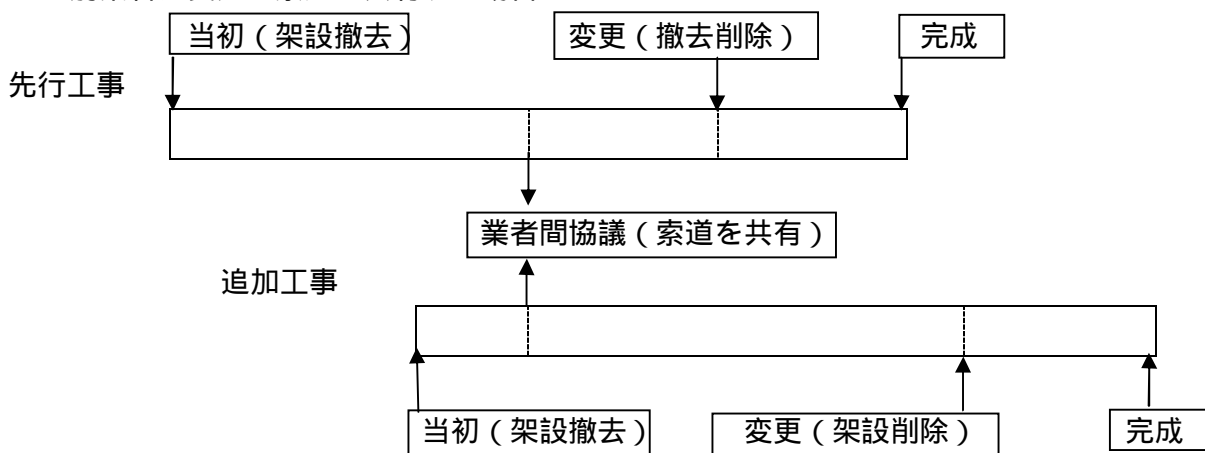 当初（架設撤去）
変更（撤去削除）
完成
先行工事
業者間協議（索道を共有）
追加工事
当初（架設撤去）
変更（架設削除）
完成